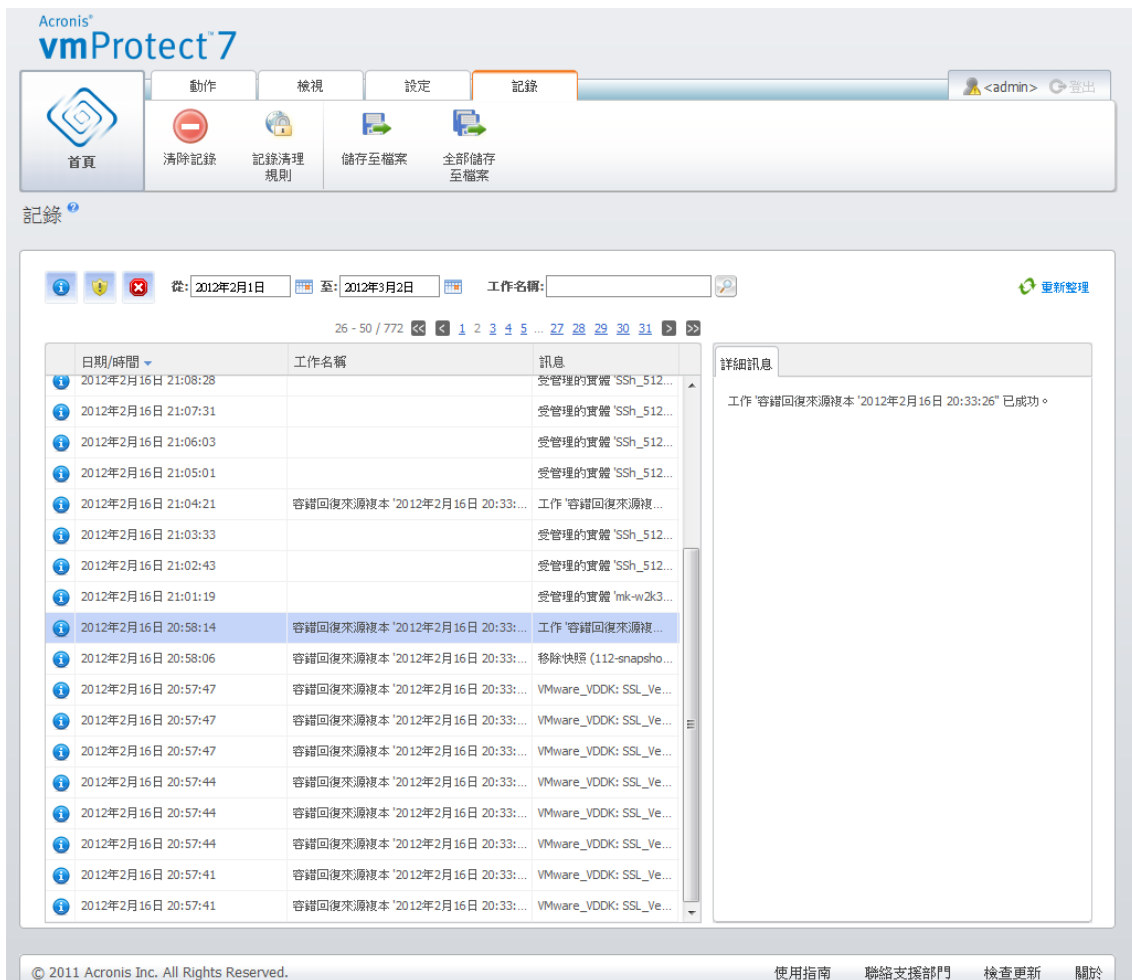 Acronis®
vmProtect™7
動作 檢視 設定 記錄
<admin> 登出
首頁
清除記錄 記錄清理規則 儲存至檔案 全部儲存至檔案
記錄
從: 2012年2月1日 至: 2012年3月2日 工作名稱:
重新整理
26 - 50 / 772 1 2 3 4 5 ... 27 28 29 30 31
日期/時間 工作名稱 訊息
2012年2月16日 21:08:28 受管理的實體 'SSh_512...
2012年2月16日 21:07:31 受管理的實體 'SSh_512...
2012年2月16日 21:06:03 受管理的實體 'SSh_512...
2012年2月16日 21:05:01 受管理的實體 'SSh_512...
2012年2月16日 21:04:21 容錯回復來源複本 '2012年2月16日 20:33:... 工作 '容錯回復來源複...
2012年2月16日 21:03:33 受管理的實體 'SSh_512...
2012年2月16日 21:02:43 受管理的實體 'SSh_512...
2012年2月16日 21:01:19 受管理的實體 'mk-w2k3...
2012年2月16日 20:58:14 容錯回復來源複本 '2012年2月16日 20:33:... 工作 '容錯回復來源複...
2012年2月16日 20:58:06 容錯回復來源複本 '2012年2月16日 20:33:... 移除快照 (112-snapsho...
2012年2月16日 20:57:47 容錯回復來源複本 '2012年2月16日 20:33:... VMware_VDDK: SSL_Ve...
2012年2月16日 20:57:47 容錯回復來源複本 '2012年2月16日 20:33:... VMware_VDDK: SSL_Ve...
2012年2月16日 20:57:47 容錯回復來源複本 '2012年2月16日 20:33:... VMware_VDDK: SSL_Ve...
2012年2月16日 20:57:44 容錯回復來源複本 '2012年2月16日 20:33:... VMware_VDDK: SSL_Ve...
2012年2月16日 20:57:44 容錯回復來源複本 '2012年2月16日 20:33:... VMware_VDDK: SSL_Ve...
2012年2月16日 20:57:44 容錯回復來源複本 '2012年2月16日 20:33:... VMware_VDDK: SSL_Ve...
2012年2月16日 20:57:41 容錯回復來源複本 '2012年2月16日 20:33:... VMware_VDDK: SSL_Ve...
2012年2月16日 20:57:41 容錯回復來源複本 '2012年2月16日 20:33:... VMware_VDDK: SSL_Ve...
詳細訊息
工作 '容錯回復來源複本 '2012年2月16日 20:33:26'' 已成功。
© 2011 Acronis Inc. All Rights Reserved. 使用指南 聯絡支援部門 檢查更新 關於